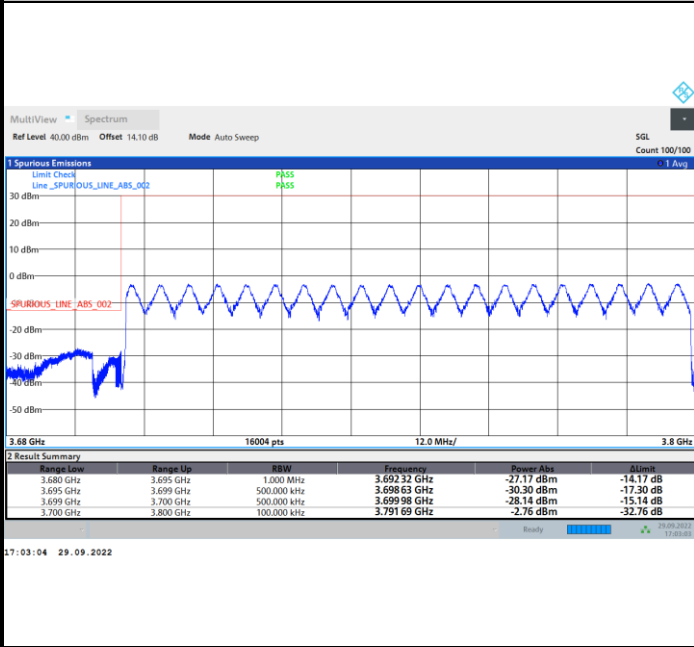 MultiView Spectrum
Ref Level 40.00 dBm Offset 14.10 dB Mode Auto Sweep SGL
Count 100/100
1 Spurious Emissions 1 Avg
Limit Check PASS
Line _SPURIOUS_LINE_ABS_002 PASS
30 dBm
20 dBm
10 dBm
0 dBm
SPURIOUS_LINE_ABS_002
-20 dBm
-30 dBm
-40 dBm
-50 dBm
3.68 GHz 16004 pts 12.0 MHz/ 3.8 GHz
2 Result Summary
Range Low Range Up RBW Frequency Power Abs ΔLimit
3.680 GHz 3.695 GHz 1.000 MHz 3.692 32 GHz -27.17 dBm -14.17 dB
3.695 GHz 3.699 GHz 500.000 kHz 3.698 63 GHz -30.30 dBm -17.30 dB
3.699 GHz 3.700 GHz 500.000 kHz 3.699 98 GHz -28.14 dBm -15.14 dB
3.700 GHz 3.800 GHz 100.000 kHz 3.791 69 GHz -2.76 dBm -32.76 dB
Ready 29.09.2022
17:03:03
17:03:04 29.09.2022